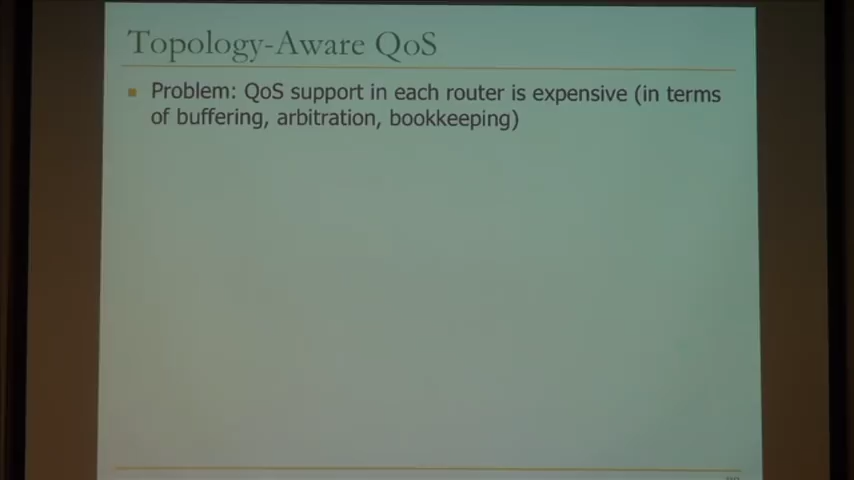 Topology-Aware QoS
Problem: QoS support in each router is expensive (in terms
of buffering, arbitration, bookkeeping)